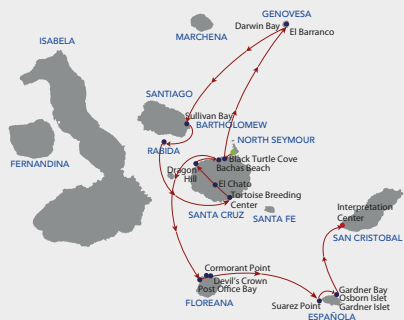 GENOVESA
MARCHENA
Darwin Bay
El Barranco
ISABELA
SANTIAGO
Sullivan Bay
BARTHOLOMEW
NORTH SEYMOUR
RABIDA
FERNANDINA
Black Turtle Cove
Dragon
Hill
Bachas Beach
El Chato
Tortoise Breeding
Center
SANTA CRUZ
SANTA FE
Interpretation
Center
SAN CRISTOBAL
Cormorant Point
Devil's Crown
Post Office Bay
FLOREANA
Gardner Bay
Osborn Islet
Gardner Islet
Suarez Point
ESPAÑOLA